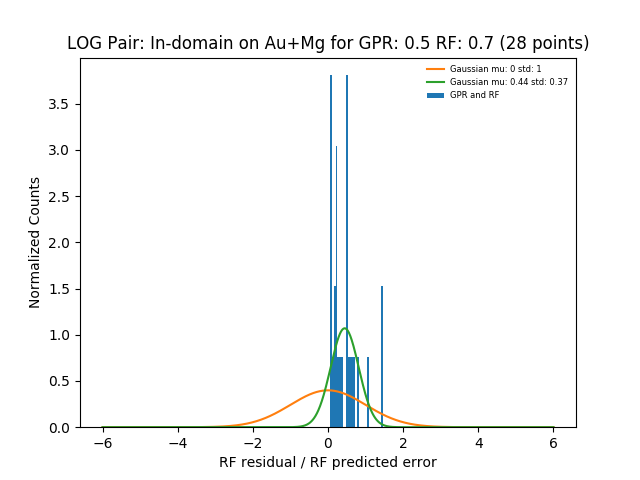 LOG Pair: In-domain on Au+Mg for GPR: 0.5 RF: 0.7 (28 points)
Gaussian mu: 0 std: 1
Gaussian mu: 0.44 std: 0.37
GPR and RF
Normalized Counts
3.5
3.0
2.5
2.0
1.5
1.0
0.5
0.0
−6 −4 −2 0 2 4 6
RF residual / RF predicted error